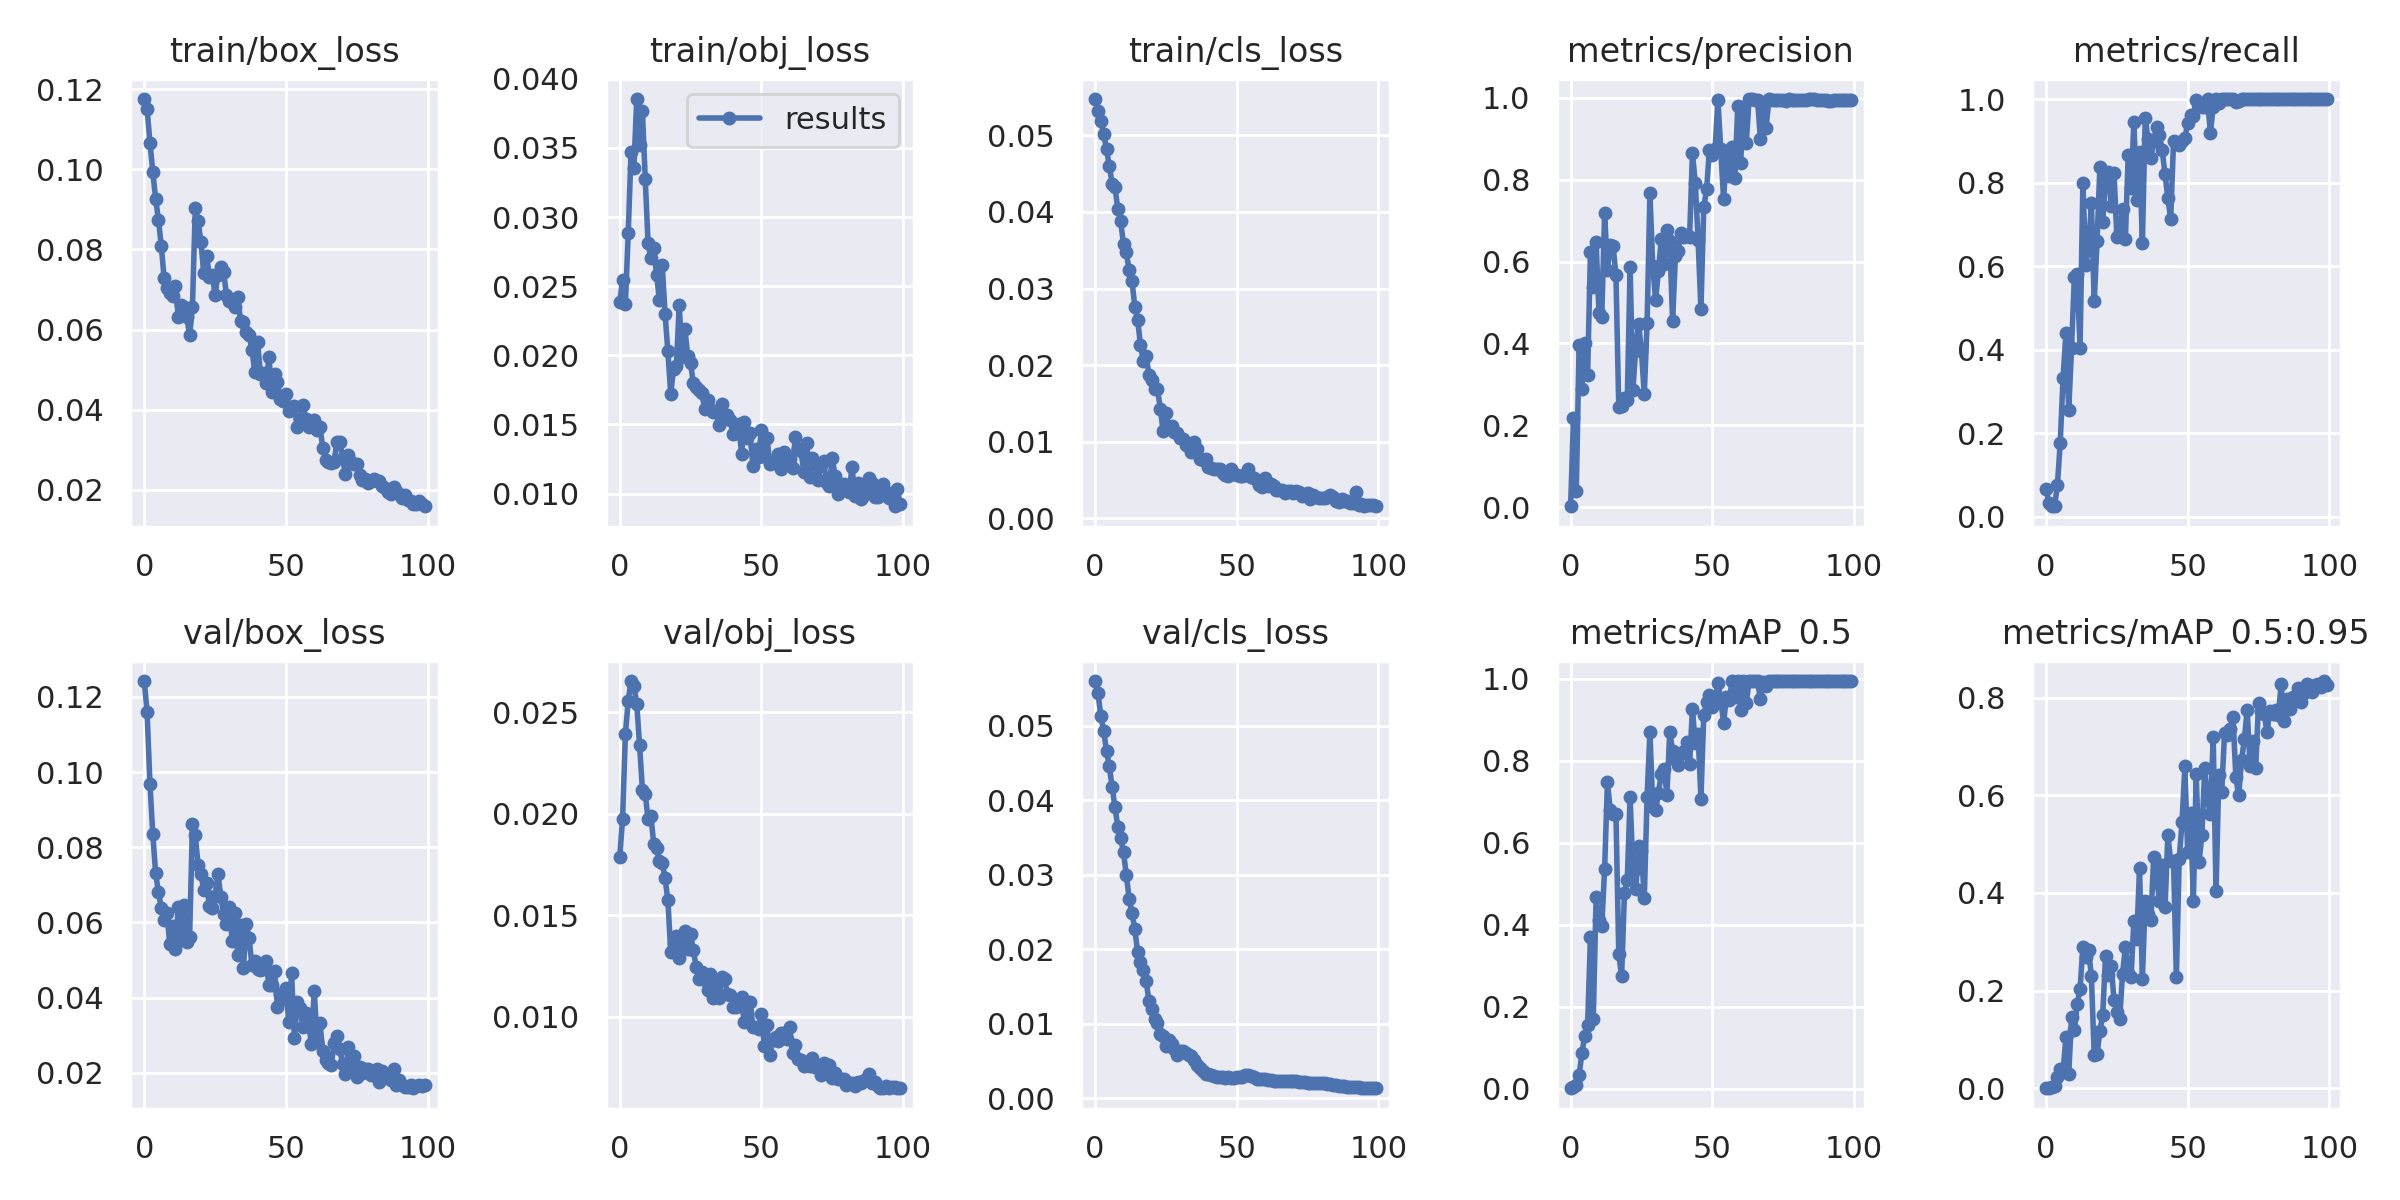 train/box_loss
0.12
0.10
0.08
0.06
0.04
0.02
0 50 100
train/obj_loss
results
0.040
0.035
0.030
0.025
0.020
0.015
0.010
0 50 100
train/cls_loss
0.05
0.04
0.03
0.02
0.01
0.00
0 50 100
metrics/precision
1.0
0.8
0.6
0.4
0.2
0.0
0 50 100
metrics/recall
1.0
0.8
0.6
0.4
0.2
0.0
0 50 100
val/box_loss
0.12
0.10
0.08
0.06
0.04
0.02
0 50 100
val/obj_loss
0.025
0.020
0.015
0.010
0 50 100
val/cls_loss
0.05
0.04
0.03
0.02
0.01
0.00
0 50 100
metrics/mAP_0.5
1.0
0.8
0.6
0.4
0.2
0.0
0 50 100
metrics/mAP_0.5:0.95
0.8
0.6
0.4
0.2
0.0
0 50 100